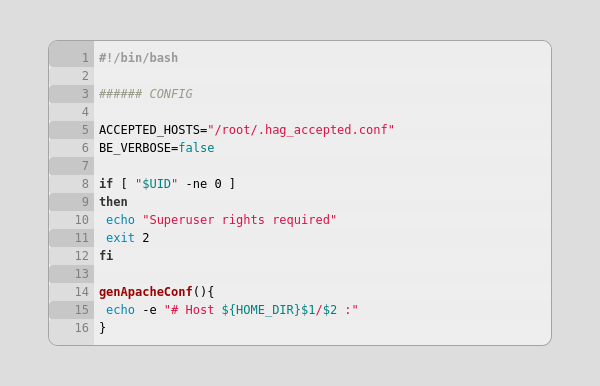 1 #!/bin/bash
2
3 ###### CONFIG
4
5 ACCEPTED_HOSTS="/root/.hag_accepted.conf"
6 BE_VERBOSE=false
7
8 if [ "$UID" -ne 0 ]
9 then
10  echo "Superuser rights required"
11  exit 2
12 fi
13
14 genApacheConf(){
15  echo -e "# Host ${HOME_DIR}$1/$2 :"
16 }